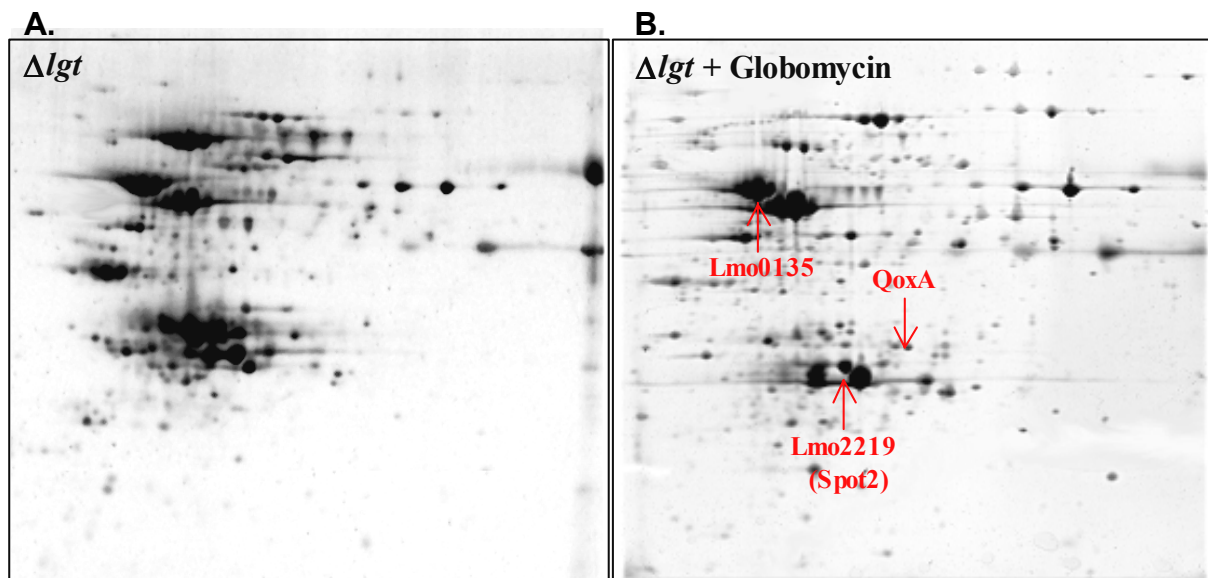 A.
Δlgt
B.
Δlgt + Globomycin
Lmo0135
QoxA
Lmo2219
(Spot2)